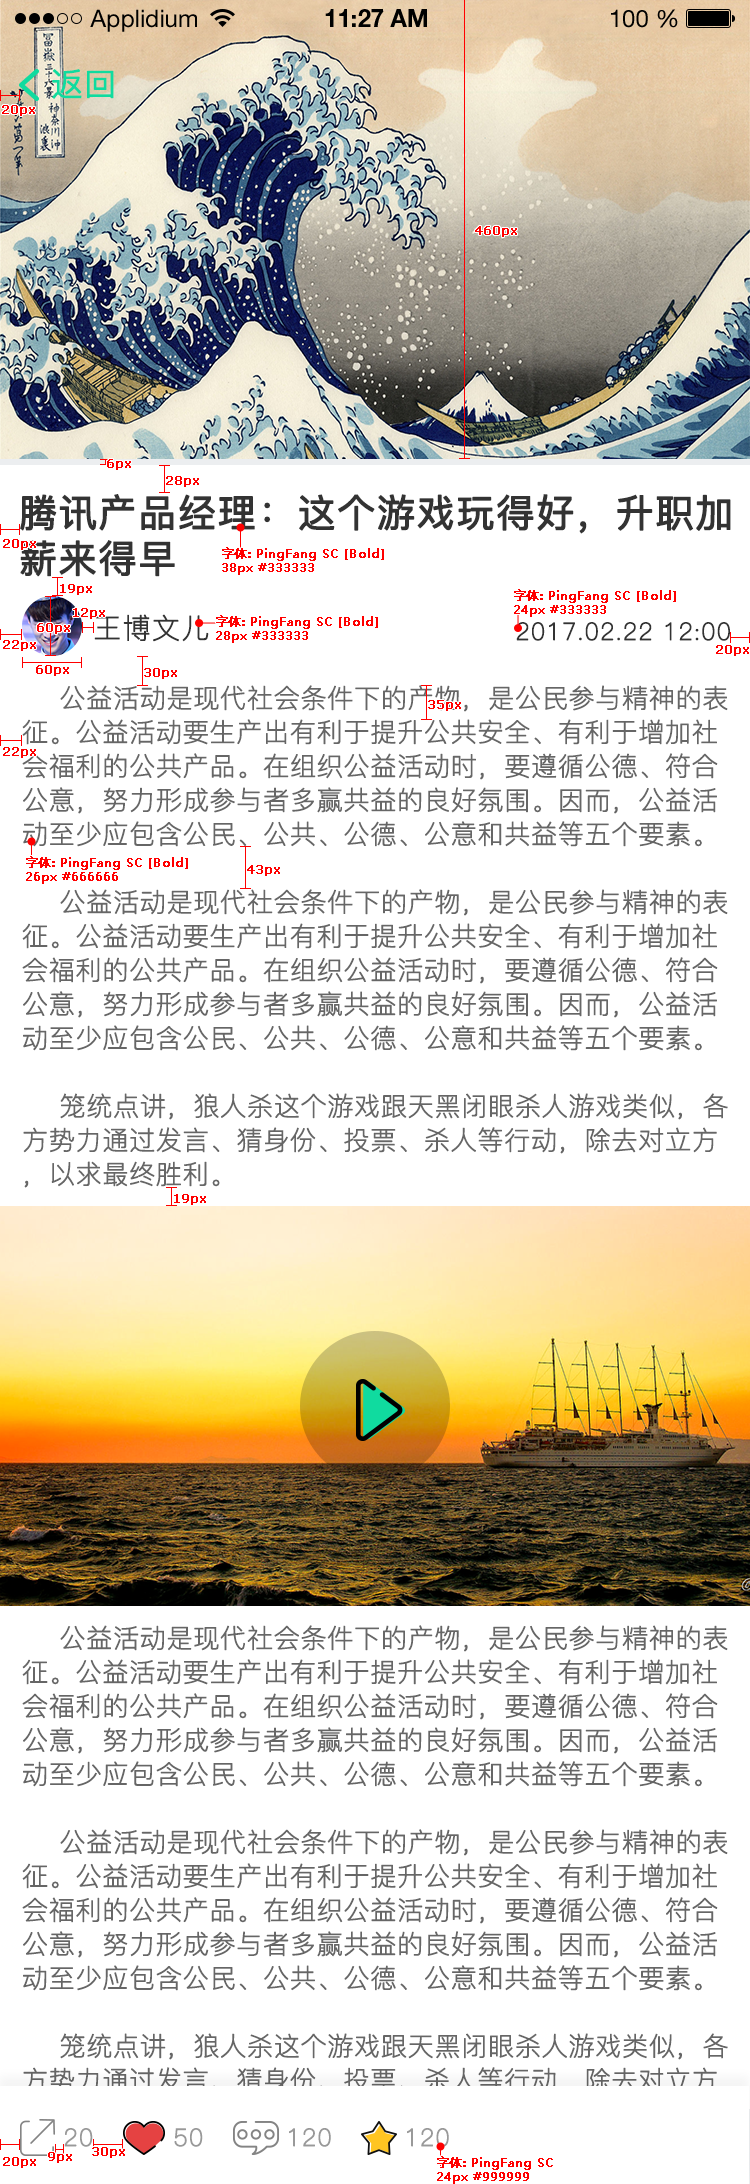 Applidium 11:27 AM 100 %
返回
20px
冨嶽三十六景 神奈川沖
浪裏
460px
6px
28px
腾讯产品经理：这个游戏玩得好，升职加
20px
薪来得早
字体: PingFang SC [Bold]
38px #333333
19px
12px
60px
王博文儿
字体: PingFang SC [Bold]
28px #333333
字体: PingFang SC [Bold]
24px #333333
2017.02.22 12:00
22px
20px
60px
30px
公益活动是现代社会条件下的产物，是公民参与精神的表
35px
征。公益活动要生产出有利于提升公共安全、有利于增加社
22px
会福利的公共产品。在组织公益活动时，要遵循公德、符合
公意，努力形成参与者多赢共益的良好氛围。因而，公益活
动至少应包含公民、公共、公德、公意和共益等五个要素。
字体: PingFang SC [Bold]
26px #666666
43px
公益活动是现代社会条件下的产物，是公民参与精神的表
征。公益活动要生产出有利于提升公共安全、有利于增加社
会福利的公共产品。在组织公益活动时，要遵循公德、符合
公意，努力形成参与者多赢共益的良好氛围。因而，公益活
动至少应包含公民、公共、公德、公意和共益等五个要素。
笼统点讲，狼人杀这个游戏跟天黑闭眼杀人游戏类似，各
方势力通过发言、猜身份、投票、杀人等行动，除去对立方
，以求最终胜利。
19px
公益活动是现代社会条件下的产物，是公民参与精神的表
征。公益活动要生产出有利于提升公共安全、有利于增加社
会福利的公共产品。在组织公益活动时，要遵循公德、符合
公意，努力形成参与者多赢共益的良好氛围。因而，公益活
动至少应包含公民、公共、公德、公意和共益等五个要素。
公益活动是现代社会条件下的产物，是公民参与精神的表
征。公益活动要生产出有利于提升公共安全、有利于增加社
会福利的公共产品。在组织公益活动时，要遵循公德、符合
公意，努力形成参与者多赢共益的良好氛围。因而，公益活
动至少应包含公民、公共、公德、公意和共益等五个要素。
笼统点讲，狼人杀这个游戏跟天黑闭眼杀人游戏类似，各
方势力通过发言、猜身份、投票、杀人等行动，除去对立方
20 50 120 120
20px
9px
30px
字体: PingFang SC
24px #999999